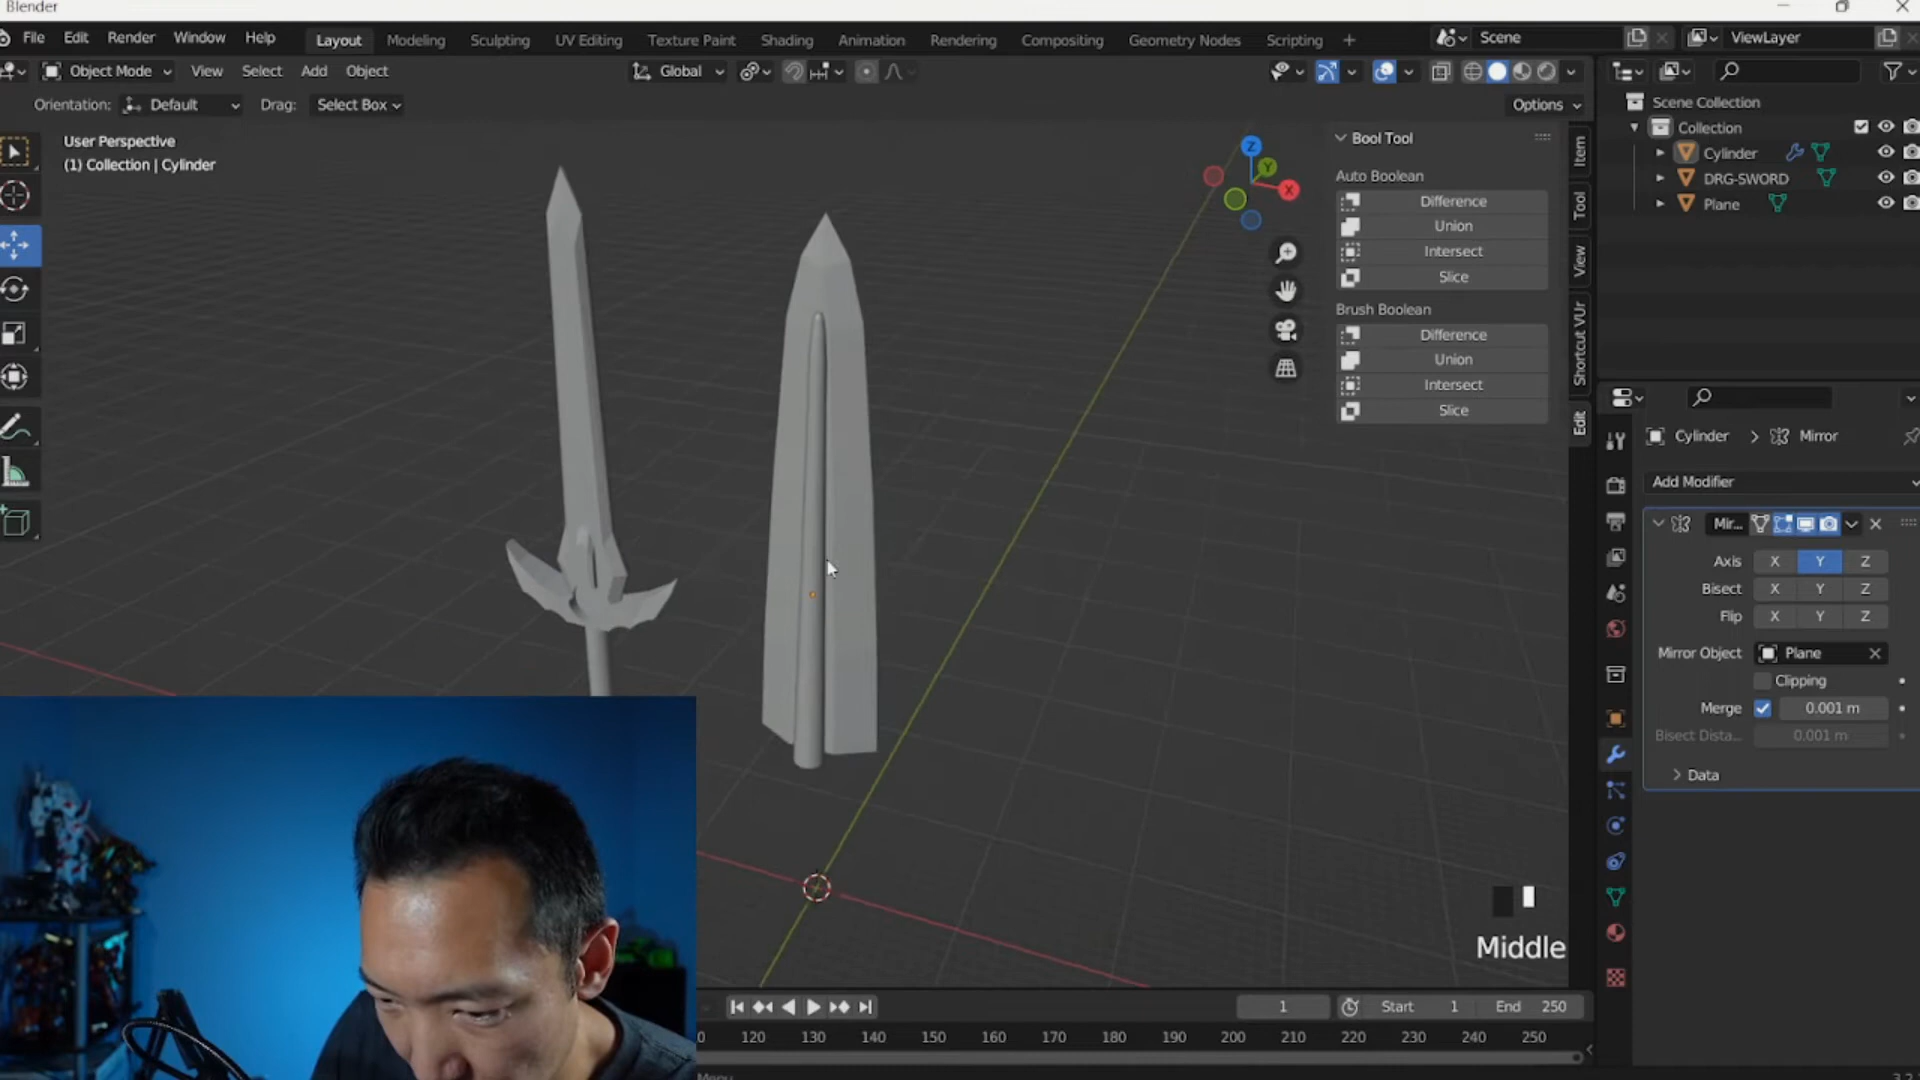 Blender
File Edit Render Window Help Layout Modeling Sculpting UV Editing Texture Paint Shading Animation Rendering Compositing Geometry Nodes Scripting + Scene ViewLayer
Object Mode View Select Add Object Global
Orientation: Default Drag: Select Box Options
User Perspective
(1) Collection | Cylinder
Z
Y
X
Bool Tool
Auto Boolean
Difference
Union
Intersect
Slice
Brush Boolean
Difference
Union
Intersect
Slice
Item
Tool
View
Shortcut VUr
Edit
Scene Collection
Collection
Cylinder
DRG-SWORD
Plane
Cylinder > Mirror
Add Modifier
Mir...
Axis X Y Z
Bisect X Y Z
Flip X Y Z
Mirror Object Plane
Clipping
Merge 0.001 m
Bisect Dista... 0.001 m
Data
Middle
1 Start 1 End 250
0 120 130 140 150 160 170 180 190 200 210 220 230 240 250